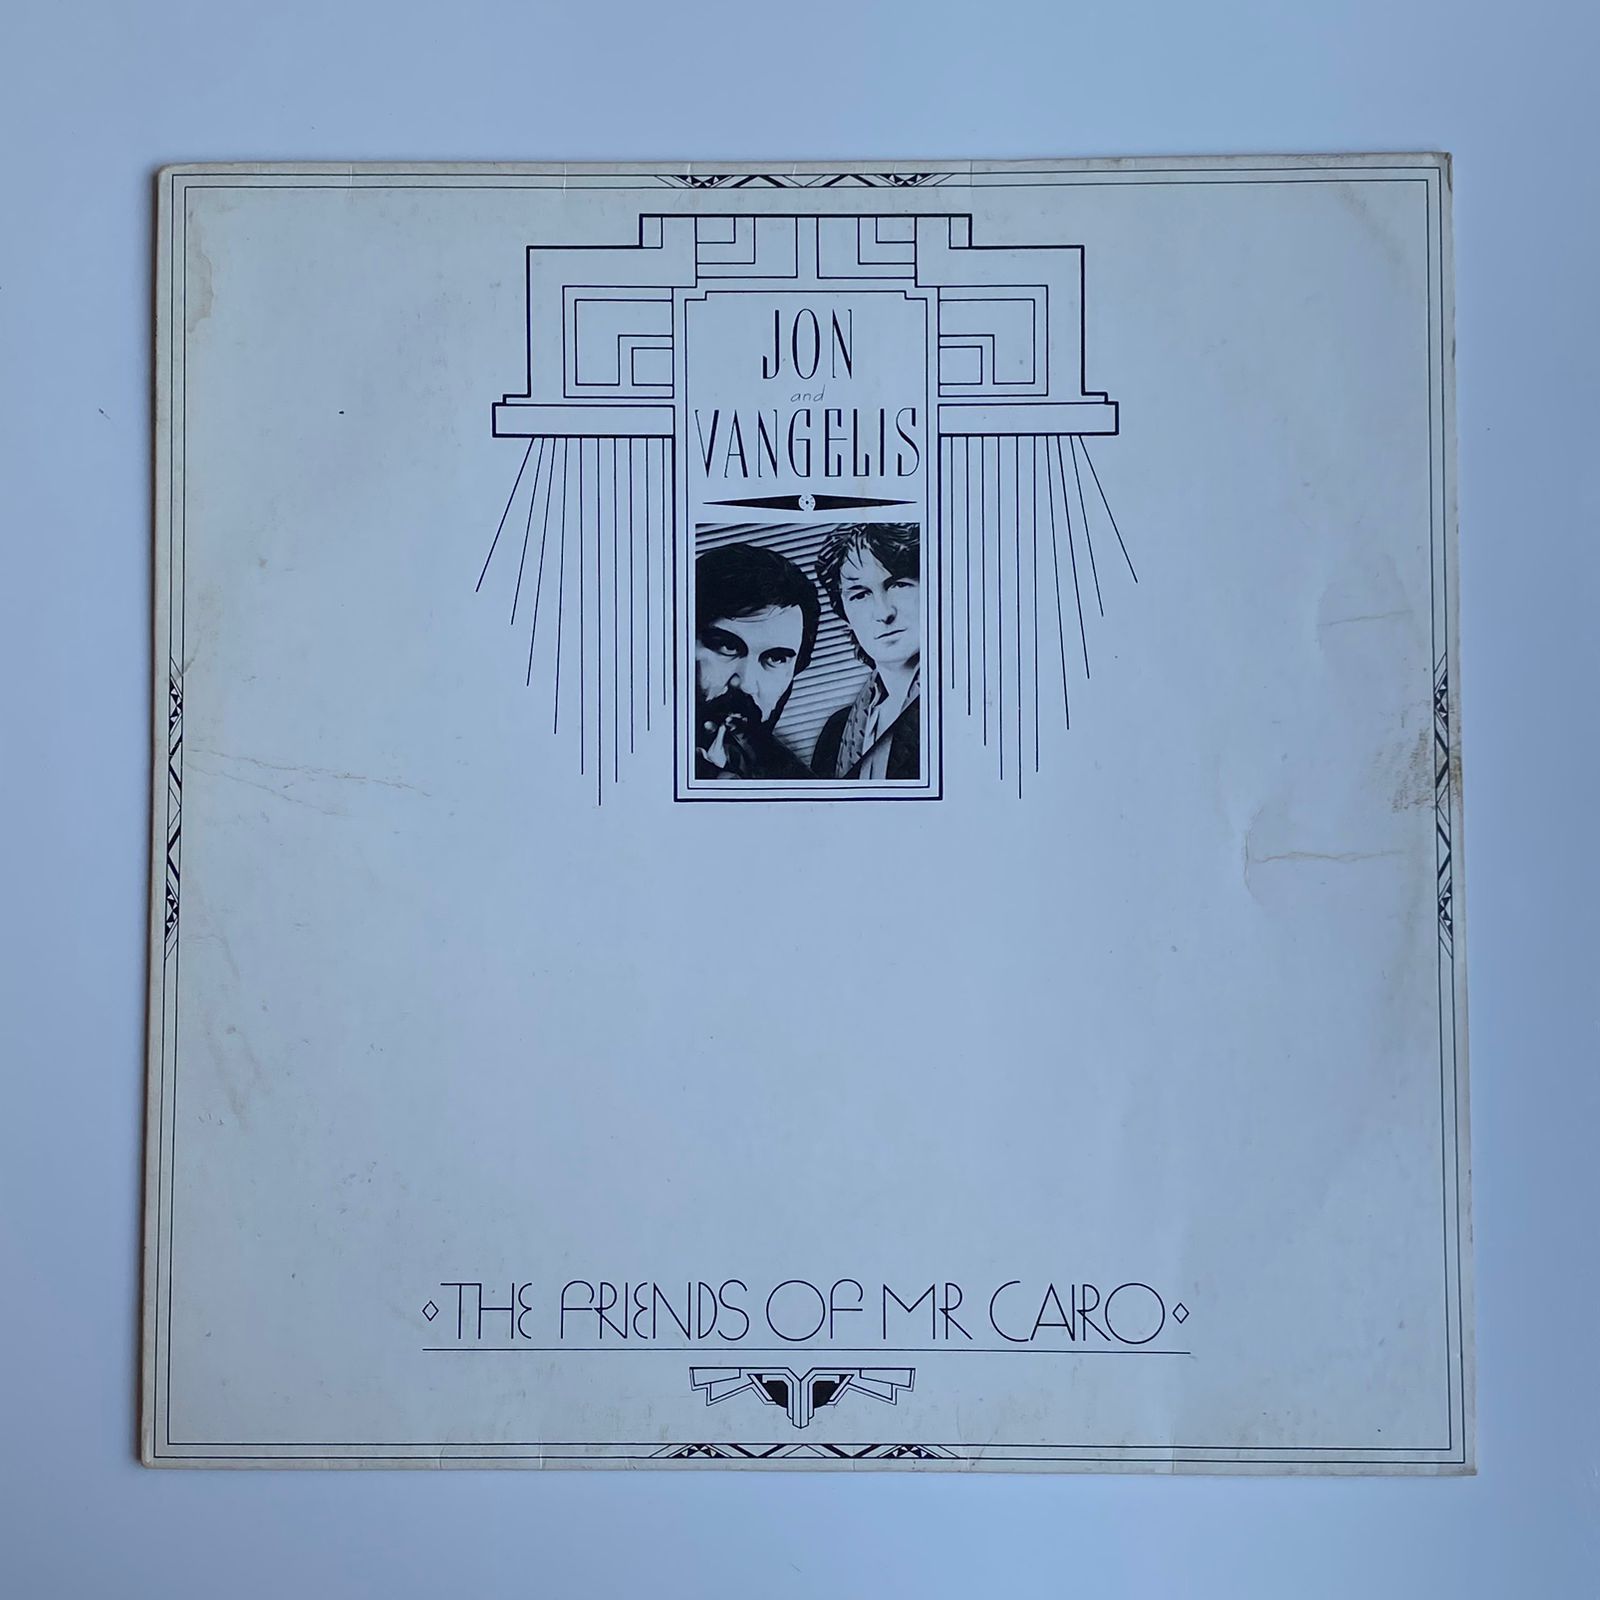 JON
and
VANGELIS
THE FRIENDS OF MR CAIRO